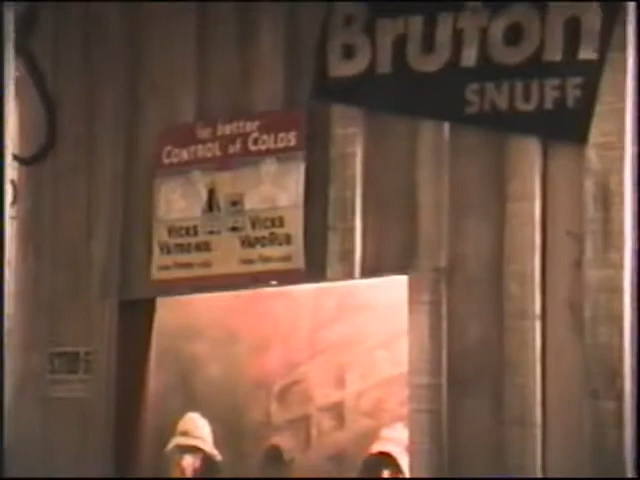 Bruton
SNUFF
for better
CONTROL of COLDS
VICKS
VATRONOL
VICKS
VAPORUB